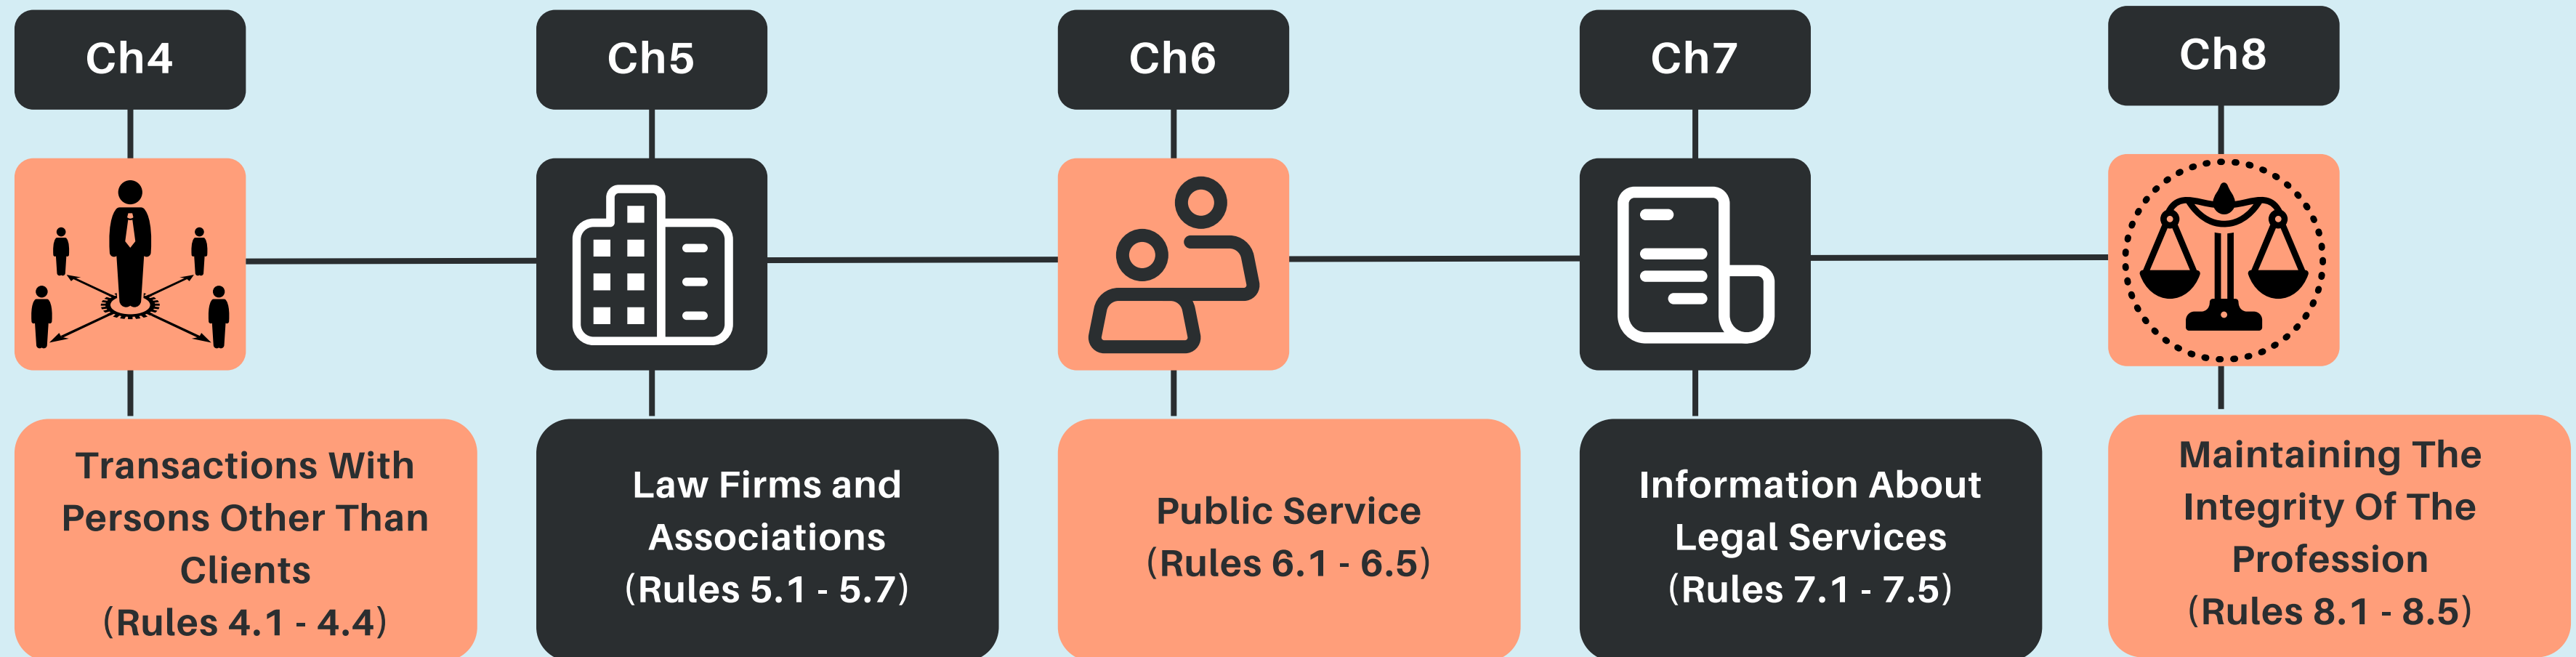 Ch4
Ch5
Ch6
Ch7
Ch8
Transactions With
Persons Other Than
Clients
(Rules 4.1 - 4.4)
Law Firms and
Associations
(Rules 5.1 - 5.7)
Public Service
(Rules 6.1 - 6.5)
Information About
Legal Services
(Rules 7.1 - 7.5)
Maintaining The
Integrity Of The
Profession
(Rules 8.1 - 8.5)